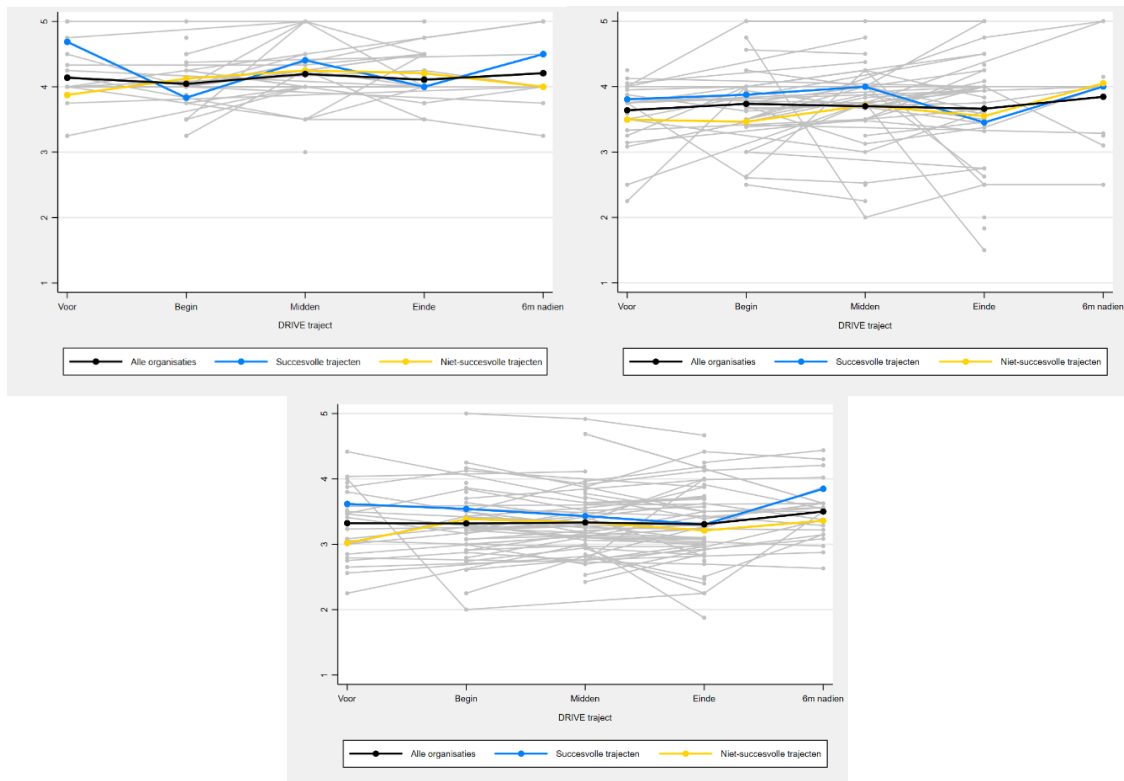 5
4
3
2
1
Voor Begin Midden Einde 6m nadien
DRIVE traject
Alle organisaties Succesvolle trajecten Niet-succesvolle trajecten
5
4
3
2
1
Voor Begin Midden Einde 6m nadien
DRIVE traject
Alle organisaties Succesvolle trajecten Niet-succesvolle trajecten
5
4
3
2
1
Voor Begin Midden Einde 6m nadien
DRIVE traject
Alle organisaties Succesvolle trajecten Niet-succesvolle trajecten